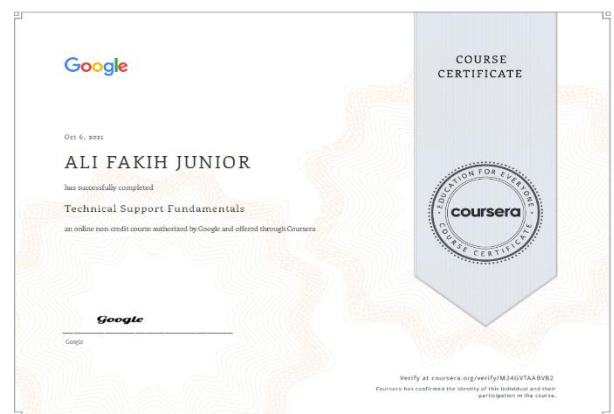 Google
COURSE
CERTIFICATE
Oct 6, 2021
ALI FAKIH JUNIOR
has successfully completed
Technical Support Fundamentals
an online non-credit course authorized by Google and offered through Coursera
EDUCATION FOR EVERYONE
coursera
COURSE CERTIFICATE
Google
Google
Verify at coursera.org/verify/M24GVTAABVB2
Coursera has confirmed the identity of this individual and their
participation in the course.